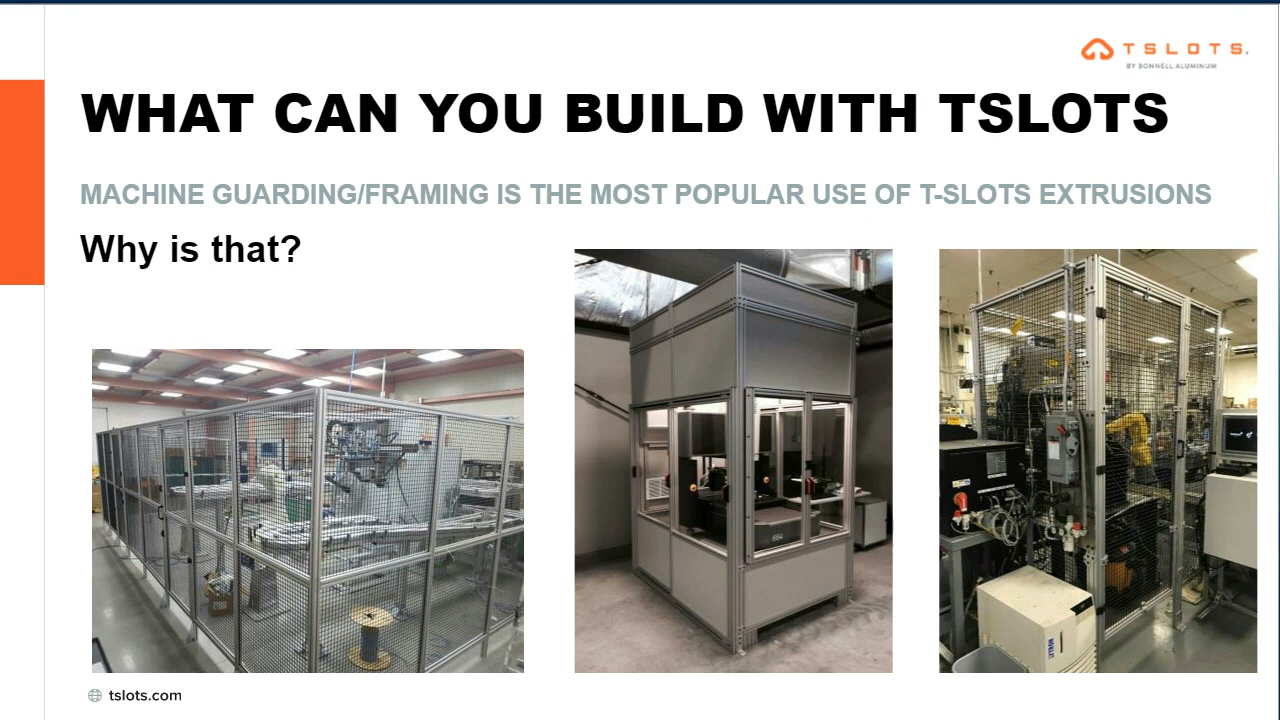 TSLOTS.
BY BONNELL ALUMINUM
WHAT CAN YOU BUILD WITH TSLOTS
MACHINE GUARDING/FRAMING IS THE MOST POPULAR USE OF T-SLOTS EXTRUSIONS
Why is that?
tslots.com